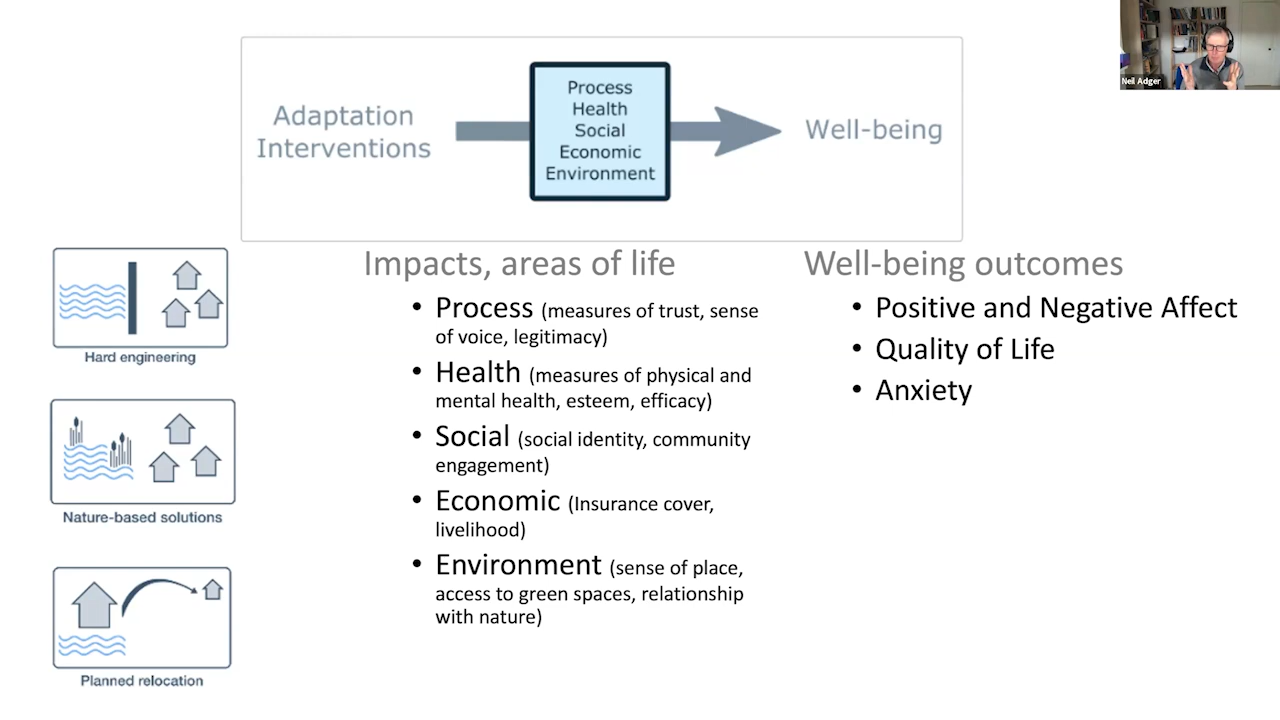 Neil Adger
Adaptation
Interventions
Process
Health
Social
Economic
Environment
Well-being
Hard engineering
Nature-based solutions
Planned relocation
Impacts, areas of life
• Process (measures of trust, sense
of voice, legitimacy)
• Health (measures of physical and
mental health, esteem, efficacy)
• Social (social identity, community
engagement)
• Economic (Insurance cover,
livelihood)
• Environment (sense of place,
access to green spaces, relationship
with nature)
Well-being outcomes
• Positive and Negative Affect
• Quality of Life
• Anxiety